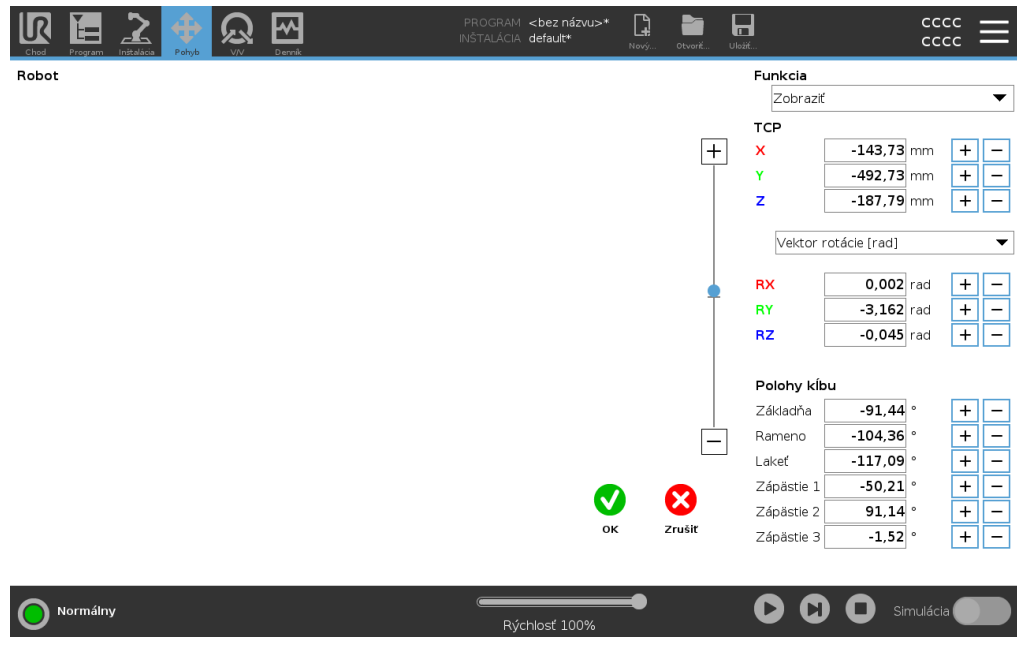 UR
Chod
Program
Inštalácia
Pohyb
V/V
Denník
PROGRAM <bez názvu>*
INŠTALÁCIA default*
Nový...
Otvoriť...
Uložiť...
CCCC
CCCC
Robot
Funkcia
Zobraziť
TCP
X -143,73 mm + −
Y -492,73 mm + −
Z -187,79 mm + −
Vektor rotácie [rad]
RX 0,002 rad + −
RY -3,162 rad + −
RZ -0,045 rad + −
Polohy kĺbu
Základňa -91,44 ° + −
Rameno -104,36 ° + −
Lakeť -117,09 ° + −
Zápästie 1 -50,21 ° + −
Zápästie 2 91,14 ° + −
Zápästie 3 -1,52 ° + −
OK
Zrušiť
Normálny
Rýchlosť 100%
Simulácia